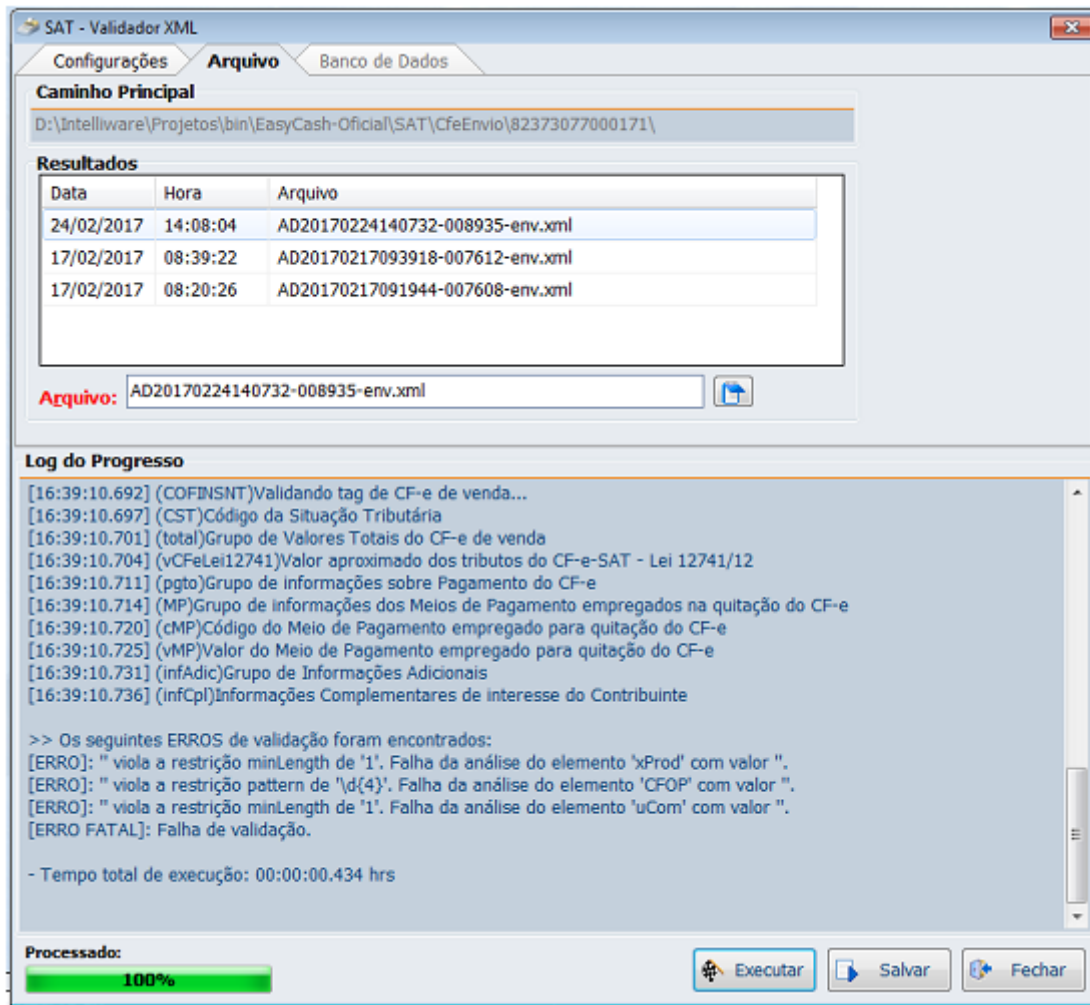 SAT - Validador XML
Configurações Arquivo Banco de Dados
Caminho Principal
D:\Intelliware\Projetos\bin\EasyCash-Oficial\SAT\CfeEnvio\82373077000171\
Resultados
Data Hora Arquivo
24/02/2017 14:08:04 AD20170224140732-008935-env.xml
17/02/2017 08:39:22 AD20170217093918-007612-env.xml
17/02/2017 08:20:26 AD20170217091944-007608-env.xml
Arquivo: AD20170224140732-008935-env.xml
Log do Progresso
[16:39:10.692] (COFINSNT)Validando tag de CF-e de venda...
[16:39:10.697] (CST)Código da Situação Tributária
[16:39:10.701] (total)Grupo de Valores Totais do CF-e de venda
[16:39:10.704] (vCFeLei12741)Valor aproximado dos tributos do CF-e-SAT - Lei 12741/12
[16:39:10.711] (pgto)Grupo de informações sobre Pagamento do CF-e
[16:39:10.714] (MP)Grupo de informações dos Meios de Pagamento empregados na quitação do CF-e
[16:39:10.720] (cMP)Código do Meio de Pagamento empregado para quitação do CF-e
[16:39:10.725] (vMP)Valor do Meio de Pagamento empregado para quitação do CF-e
[16:39:10.731] (infAdic)Grupo de Informações Adicionais
[16:39:10.736] (infCpl)Informações Complementares de interesse do Contribuinte
>> Os seguintes ERROS de validação foram encontrados:
[ERRO]: '' viola a restrição minLength de '1'. Falha da análise do elemento 'xProd' com valor ''.
[ERRO]: '' viola a restrição pattern de '\d{4}'. Falha da análise do elemento 'CFOP' com valor ''.
[ERRO]: '' viola a restrição minLength de '1'. Falha da análise do elemento 'uCom' com valor ''.
[ERRO FATAL]: Falha de validação.
- Tempo total de execução: 00:00:00.434 hrs
Processado:
100%
Executar Salvar Fechar